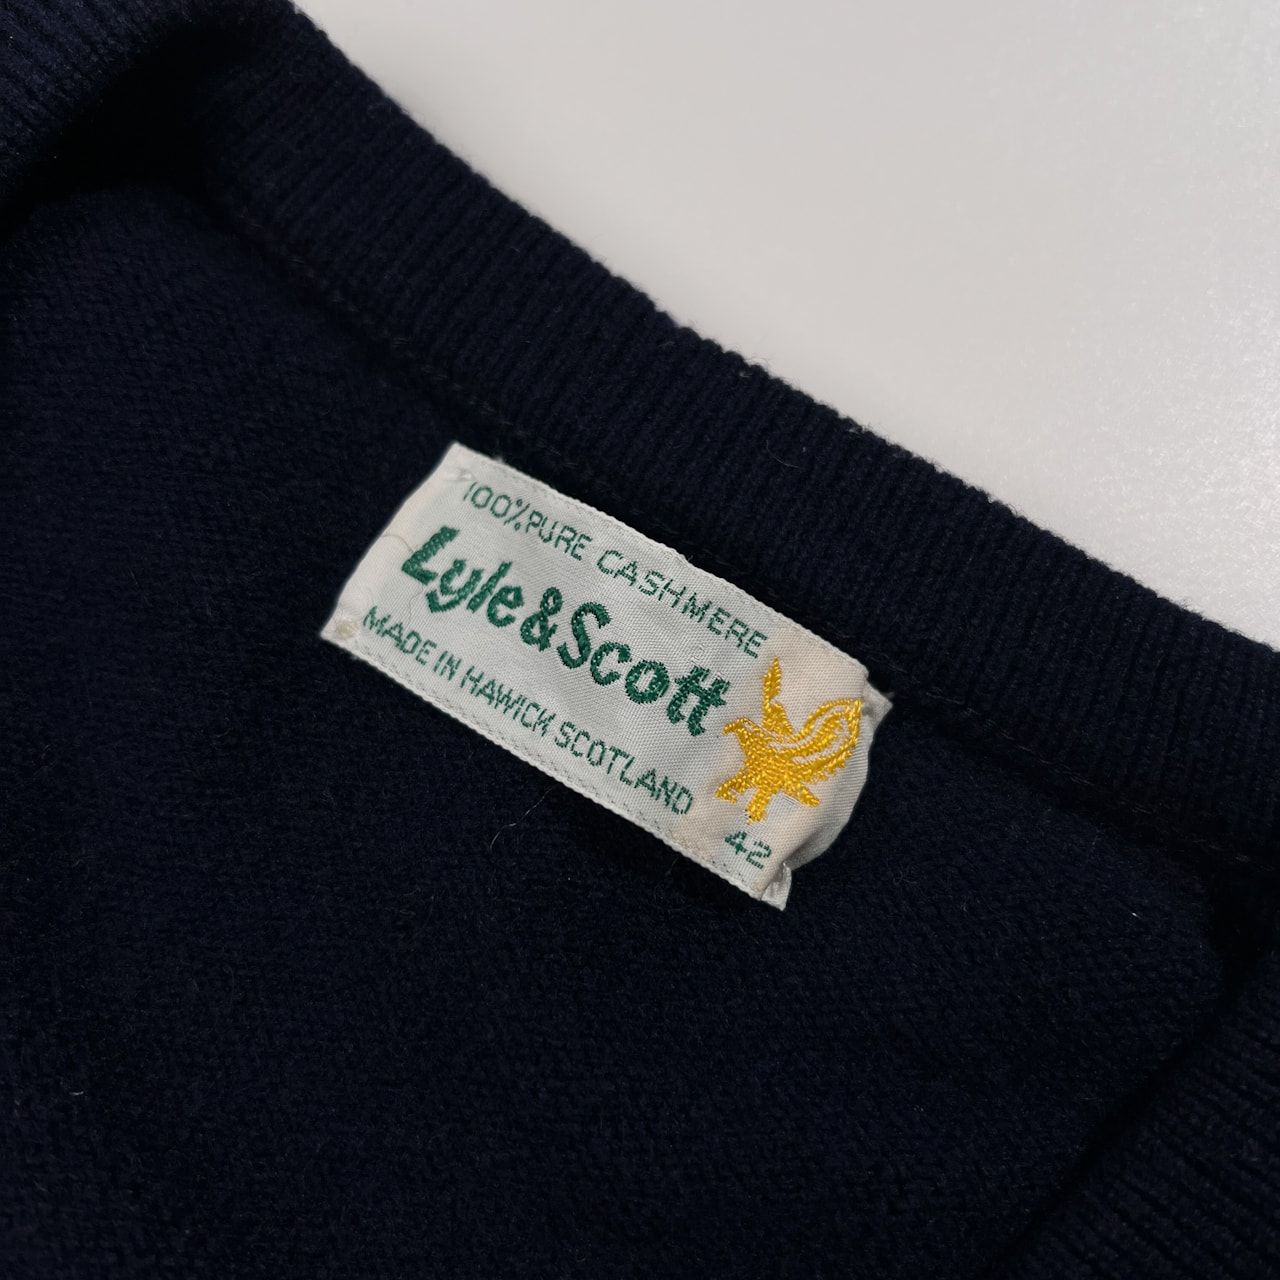 100%PURE CASHMERE
Lyle&Scott
MADE IN HAWICK SCOTLAND
42